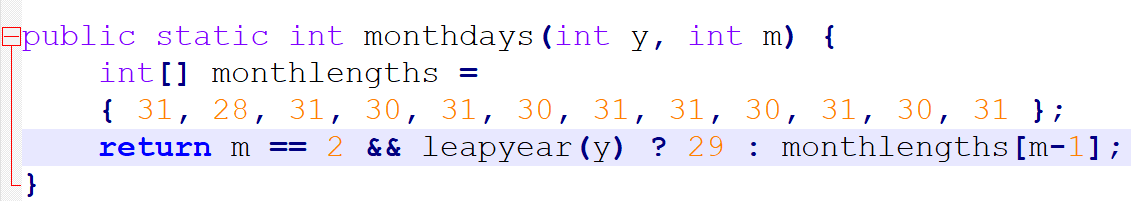 public static int monthdays(int y, int m) {
    int[] monthlengths =
    { 31, 28, 31, 30, 31, 30, 31, 31, 30, 31, 30, 31 };
    return m == 2 && leapyear(y) ? 29 : monthlengths[m-1];
}